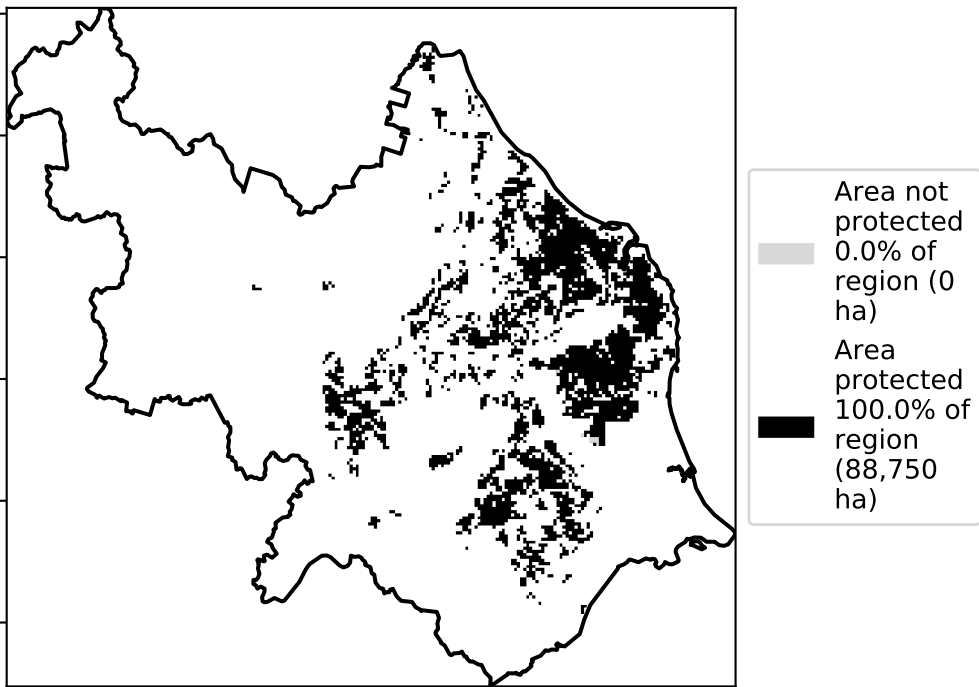 Area not
protected
0.0% of
region (0
ha)
Area
protected
100.0% of
region
(88,750
ha)